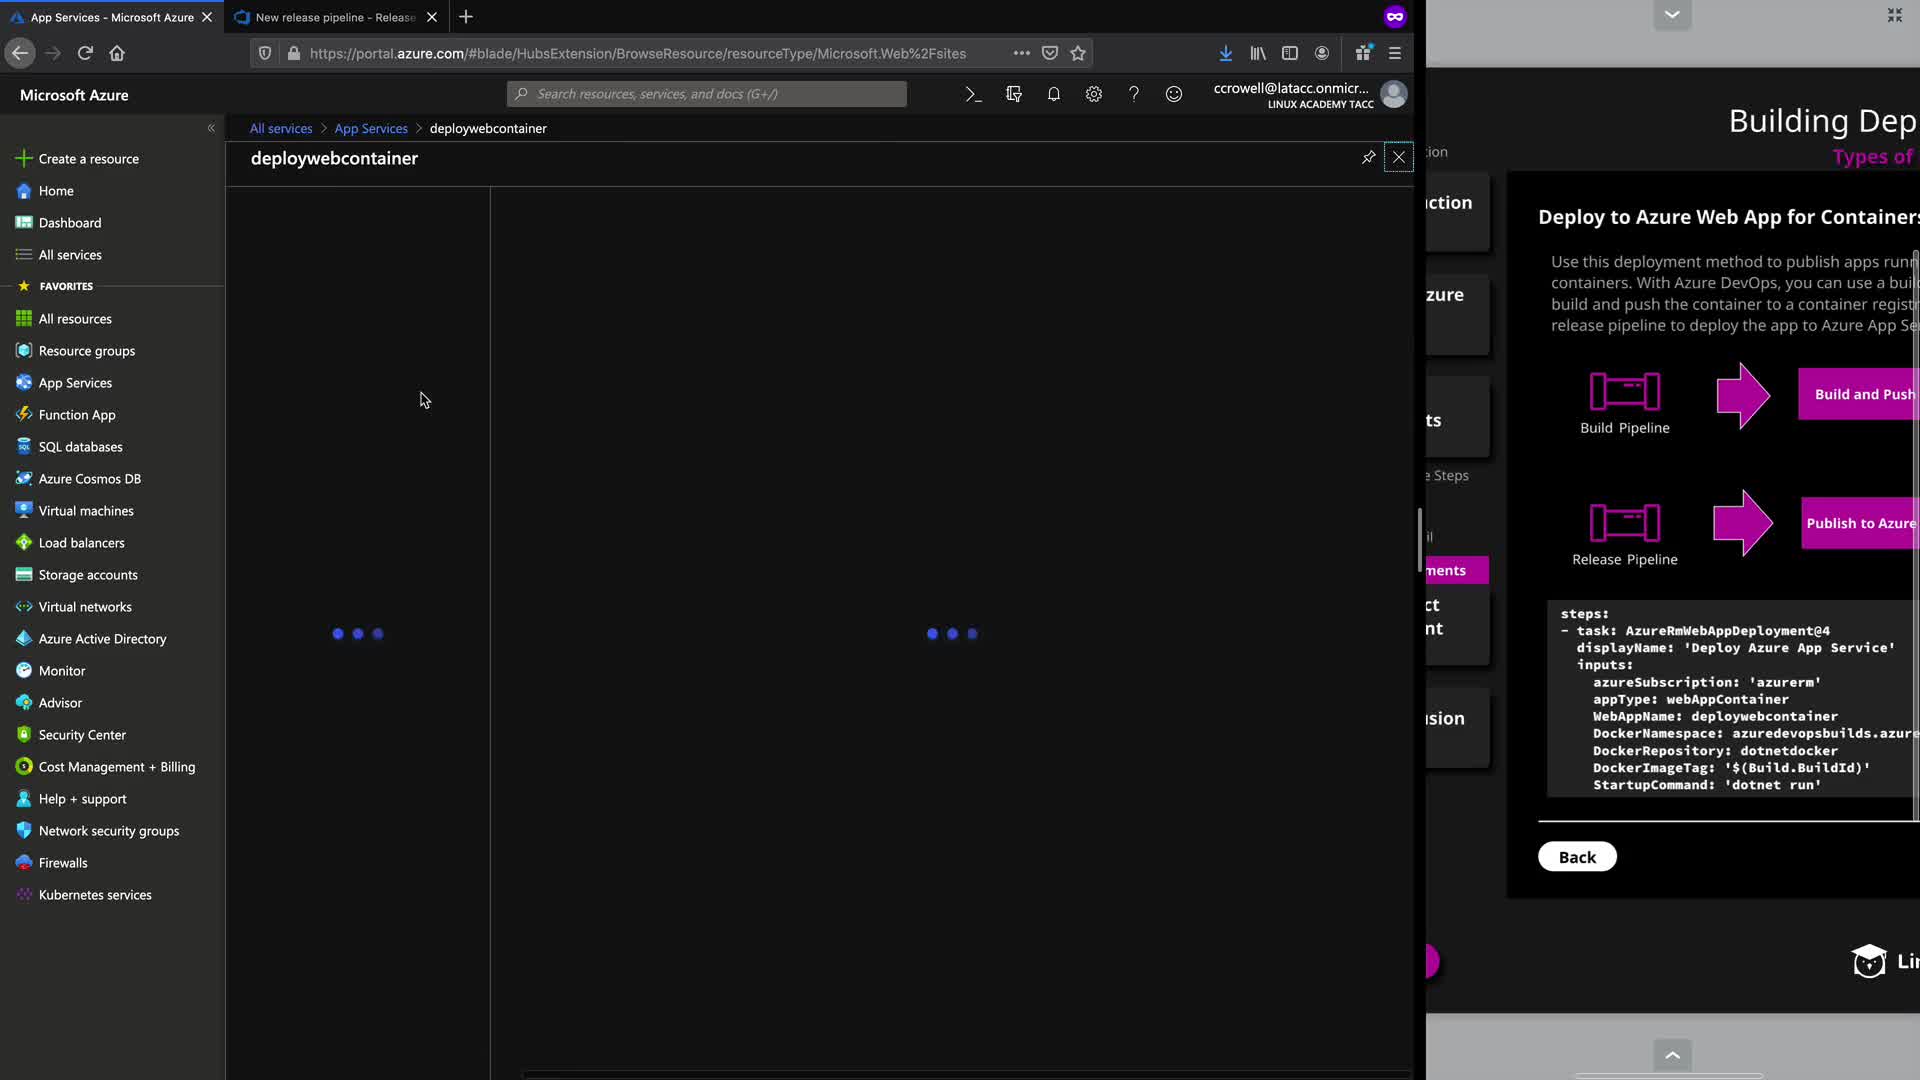 App Services - Microsoft Azure
New release pipeline - Release
https://portal.azure.com/#blade/HubsExtension/BrowseResource/resourceType/Microsoft.Web%2Fsites
Microsoft Azure
Search resources, services, and docs (G+/)
ccrowell@latacc.onmicr...
LINUX ACADEMY TACC
All services > App Services > deploywebcontainer
deploywebcontainer
Create a resource
Home
Dashboard
All services
FAVORITES
All resources
Resource groups
App Services
Function App
SQL databases
Azure Cosmos DB
Virtual machines
Load balancers
Storage accounts
Virtual networks
Azure Active Directory
Monitor
Advisor
Security Center
Cost Management + Billing
Help + support
Network security groups
Firewalls
Kubernetes services
Building Dep
Types of
tion
ction
zure
ts
e Steps
il
ments
ct
nt
sion
Deploy to Azure Web App for Containers
Use this deployment method to publish apps runn
containers. With Azure DevOps, you can use a buil
build and push the container to a container registr
release pipeline to deploy the app to Azure App Se
Build Pipeline
Build and Push
Release Pipeline
Publish to Azure
steps:
- task: AzureRmWebAppDeployment@4
displayName: 'Deploy Azure App Service'
inputs:
azureSubscription: 'azurerm'
appType: webAppContainer
WebAppName: deploywebcontainer
DockerNamespace: azuredevopsbuilds.azure
DockerRepository: dotnetdocker
DockerImageTag: '$(Build.BuildId)'
StartupCommand: 'dotnet run'
Back
Lin